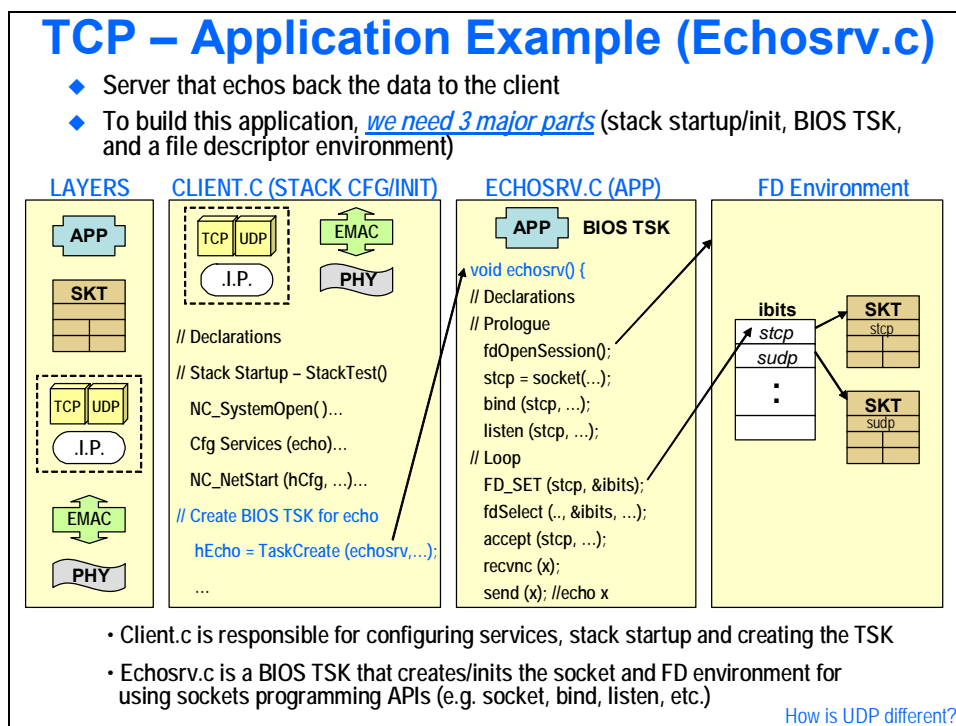 TCP – Application Example (Echosrv.c)
Server that echos back the data to the client
To build this application, we need 3 major parts (stack startup/init, BIOS TSK,
and a file descriptor environment)
LAYERS
APP
SKT
TCP UDP
.I.P.
EMAC
PHY
CLIENT.C (STACK CFG/INIT)
TCP UDP
.I.P.
EMAC
PHY
// Declarations
// Stack Startup – StackTest()
NC_SystemOpen( )…
Cfg Services (echo)…
NC_NetStart (hCfg, …)…
// Create BIOS TSK for echo
hEcho = TaskCreate (echosrv,…);
…
ECHOSRV.C (APP)
APP BIOS TSK
void echosrv() {
// Declarations
// Prologue
fdOpenSession();
stcp = socket(…);
bind (stcp, …);
listen (stcp, …);
// Loop
FD_SET (stcp, &ibits);
fdSelect (.., &ibits, …);
accept (stcp, …);
recvnc (x);
send (x); //echo x
FD Environment
ibits
stcp
sudp
:
SKT
stcp
SKT
sudp
• Client.c is responsible for configuring services, stack startup and creating the TSK
• Echosrv.c is a BIOS TSK that creates/inits the socket and FD environment for
using sockets programming APIs (e.g. socket, bind, listen, etc.)
How is UDP different?